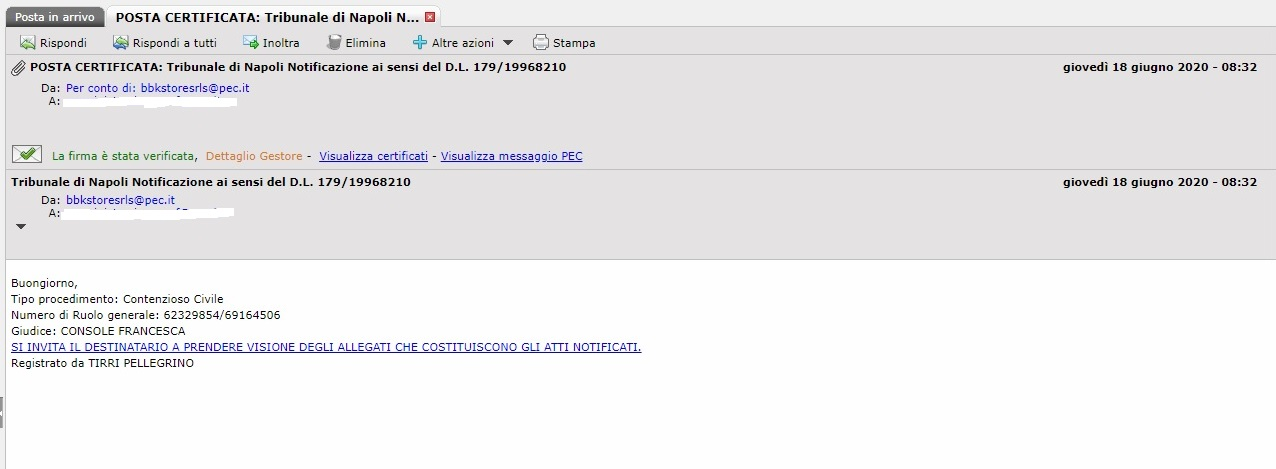 Posta in arrivo
POSTA CERTIFICATA: Tribunale di Napoli N...
Rispondi
Rispondi a tutti
Inoltra
Elimina
Altre azioni
Stampa
POSTA CERTIFICATA: Tribunale di Napoli Notificazione ai sensi del D.L. 179/19968210
giovedì 18 giugno 2020 - 08:32
Da: Per conto di: bbkstoresrls@pec.it
A:
La firma è stata verificata, Dettaglio Gestore - Visualizza certificati - Visualizza messaggio PEC
Tribunale di Napoli Notificazione ai sensi del D.L. 179/19968210
giovedì 18 giugno 2020 - 08:32
Da: bbkstoresrls@pec.it
A:
Buongiorno,
Tipo procedimento: Contenzioso Civile
Numero di Ruolo generale: 62329854/69164506
Giudice: CONSOLE FRANCESCA
SI INVITA IL DESTINATARIO A PRENDERE VISIONE DEGLI ALLEGATI CHE COSTITUISCONO GLI ATTI NOTIFICATI.
Registrato da TIRRI PELLEGRINO